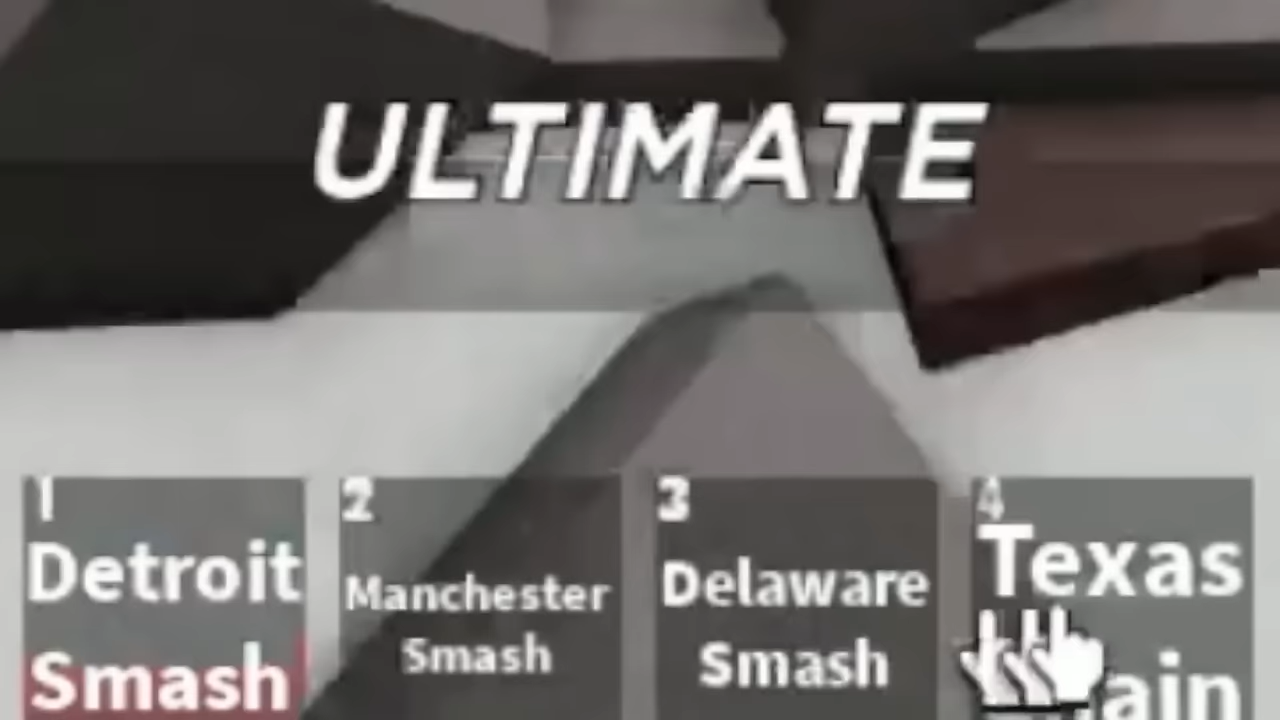 ULTIMATE
1
Detroit
Smash
2
Manchester
Smash
3
Delaware
Smash
4
Texas